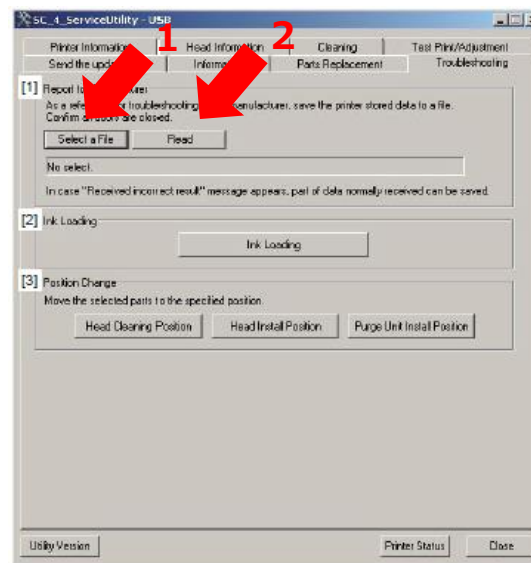 SC_4_ServiceUtility - USB
1 2
Printer Information Head Information Cleaning Test Print/Adjustment
Send the Information Parts Replacement Troubleshooting
[1] Report
As a troubleshooting manufacturer, save the printer stored data to a file.
Confirm are closed.
Select a File Read
No select.
In case "Received incorrect result" message appears, part of data normally received can be saved.
[2] Ink Loading
Ink Loading
[3] Position Change
Move the selected parts to the specified position.
Head Cleaning Position Head Install Position Purge Unit Install Position
Utility Version Printer Status Close